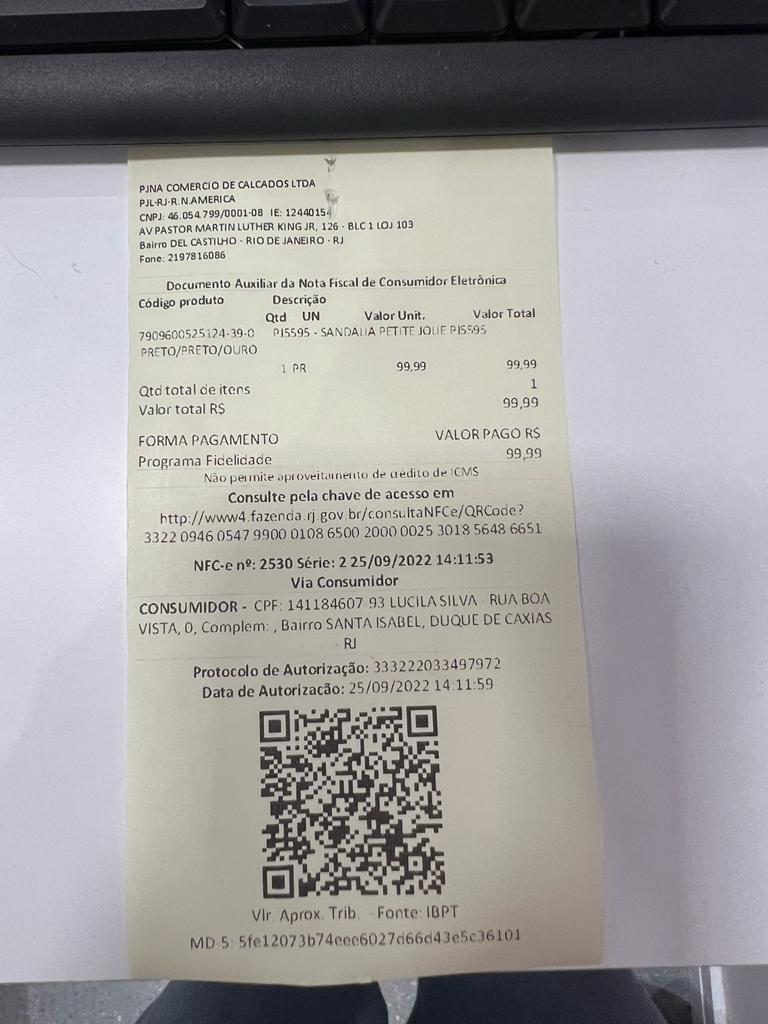 PJNA COMERCIO DE CALCADOS LTDA
PJL-RJ-R.N.AMERICA
CNPJ: 46.054.799/0001-08 IE: 12440154
AV PASTOR MARTIN LUTHER KING JR, 126 - BLC 1 LOJ 103
Bairro DEL CASTILHO - RIO DE JANEIRO - RJ
Fone: 2197816086
Documento Auxiliar da Nota Fiscal de Consumidor Eletrônica
Código produto Descrição
Qtd UN Valor Unit. Valor Total
7909600525124-39-0 PJ5595 - SANDALIA PETITE JOLIE PJ5595
PRETO/PRETO/OURO
1 PR 99,99 99,99
Qtd total de itens 1
Valor total R$ 99,99
FORMA PAGAMENTO VALOR PAGO R$
Programa Fidelidade 99,99
Não permite aproveitamento de crédito de ICMS
Consulte pela chave de acesso em
http://www4.fazenda.rj.gov.br/consultaNFCe/QRCode?
3322 0946 0547 9900 0108 6500 2000 0025 3018 5648 6651
NFC-e nº: 2530 Série: 2 25/09/2022 14:11:53
Via Consumidor
CONSUMIDOR - CPF: 141184607-93 LUCILA SILVA - RUA BOA
VISTA, 0, Complem: , Bairro SANTA ISABEL, DUQUE DE CAXIAS
- RJ
Protocolo de Autorização: 333222033497972
Data de Autorização: 25/09/2022 14:11:59
Vlr. Aprox. Trib. - Fonte: IBPT
MD-5: 5fe12073b74eee6027d66d43e5c36101